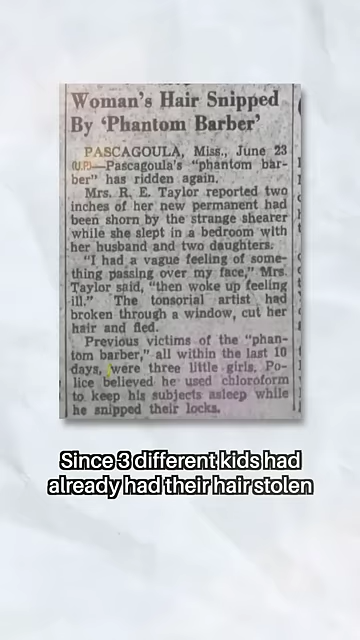 Woman's Hair Snipped
By 'Phantom Barber'
PASCAGOULA, Miss., June 23
(U.P.)—Pascagoula's "phantom bar-
ber" has ridden again.
Mrs. R. E. Taylor reported two
inches of her new permanent had
been shorn by the strange shearer
while she slept in a bedroom with
her husband and two daughters.
"I had a vague feeling of some-
thing passing over my face," Mrs.
Taylor said, "then woke up feeling
ill." The tonsorial artist had
broken through a window, cut her
hair and fled.
Previous victims of the "phan-
tom barber," all within the last 10
days, were three little girls. Po-
lice believed he used chloroform
to keep his subjects asleep while
he snipped their locks.
Since 3 different kids had
already had their hair stolen